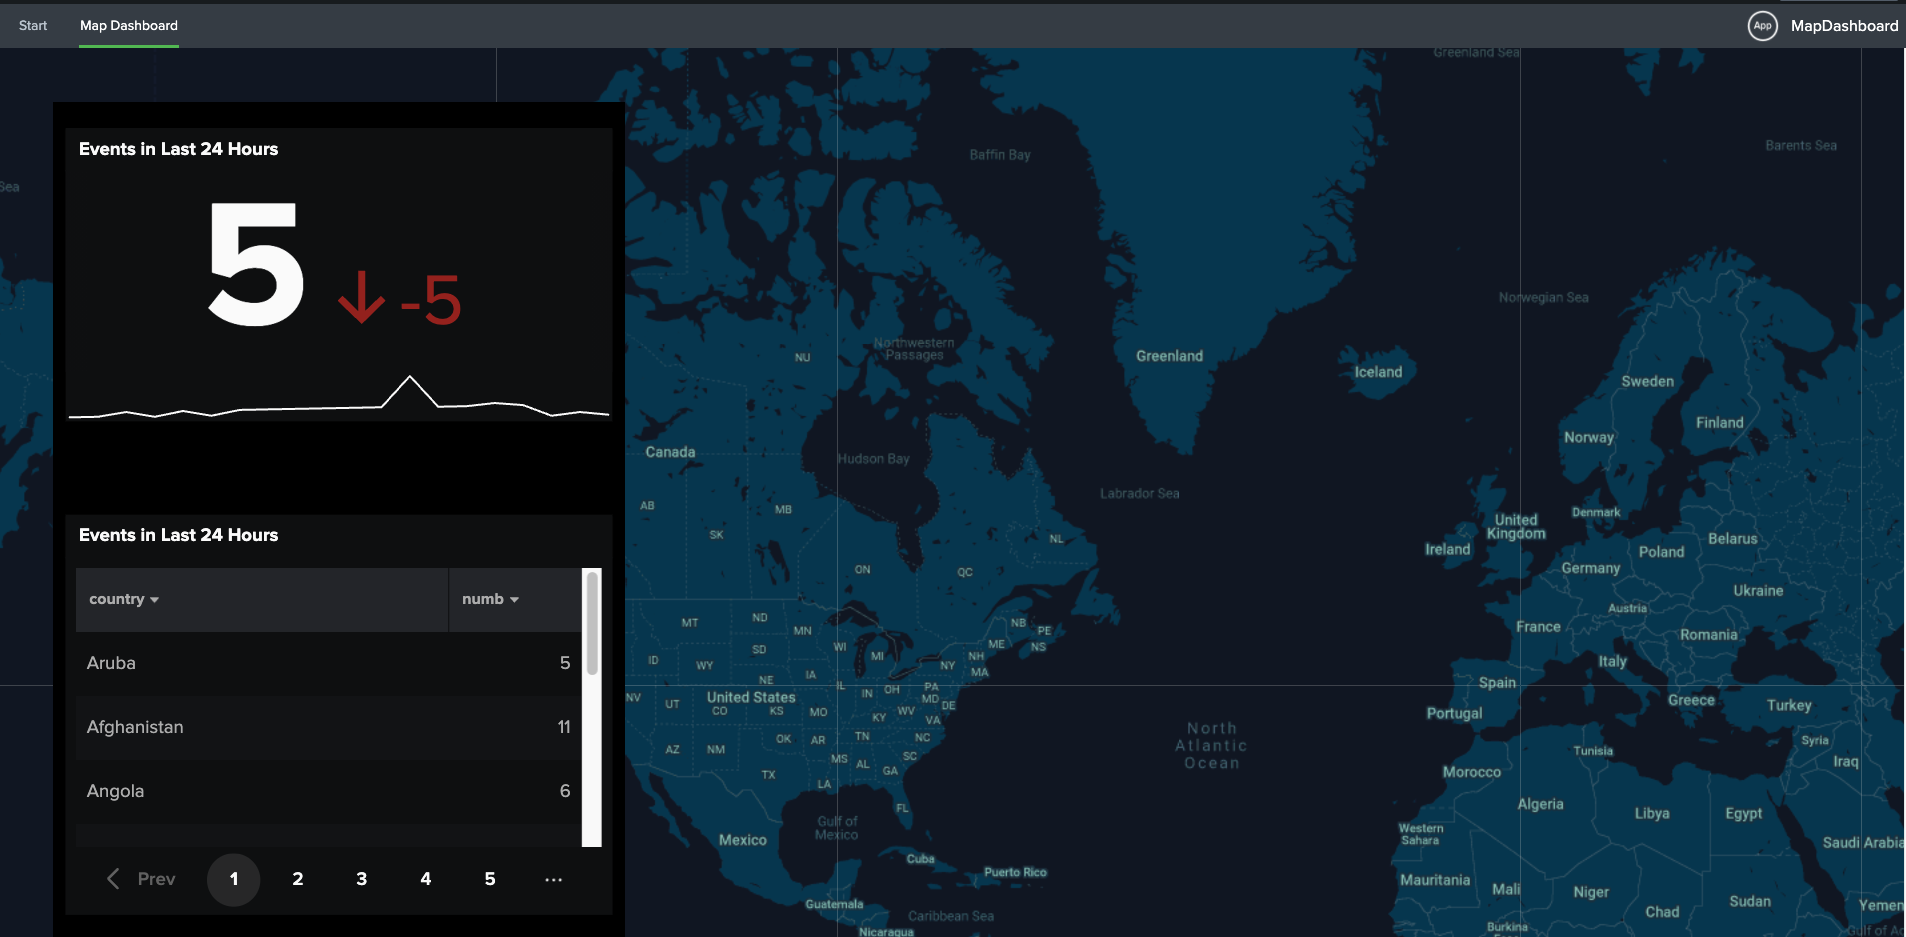 Start
Map Dashboard
App
MapDashboard
Events in Last 24 Hours
5
-5
Events in Last 24 Hours
country
numb
Aruba
5
Afghanistan
11
Angola
6
Prev
1
2
3
4
5
...
Sea
Greenland Sea
Baffin Bay
Barents Sea
Norwegian Sea
NU
Northwestern
Passages
Greenland
Iceland
Sweden
Finland
Norway
Canada
Hudson Bay
Labrador Sea
AB
MB
SK
NL
ON
QC
Denmark
United
Kingdom
Ireland
Belarus
Poland
Germany
Ukraine
Austria
France
Romania
Italy
Spain
Greece
Portugal
Turkey
MT
ND
MN
NB
PE
WI
ME
NS
SD
MI
NH
ID
WY
NY
MA
NE
IA
IL
IN
OH
PA
NV
UT
United States
CO
KS
MO
MD
DE
KY
WV
VA
OK
AR
TN
NC
AZ
NM
MS
AL
SC
GA
TX
LA
FL
North
Atlantic
Ocean
Gulf of
Mexico
Mexico
Cuba
Puerto Rico
Guatemala
Caribbean Sea
Nicaragua
Tunisia
Syria
Iraq
Morocco
Algeria
Libya
Egypt
Western
Sahara
Saudi Arabia
Mauritania
Mali
Niger
Chad
Sudan
Yemen
Burkina
Gulf of